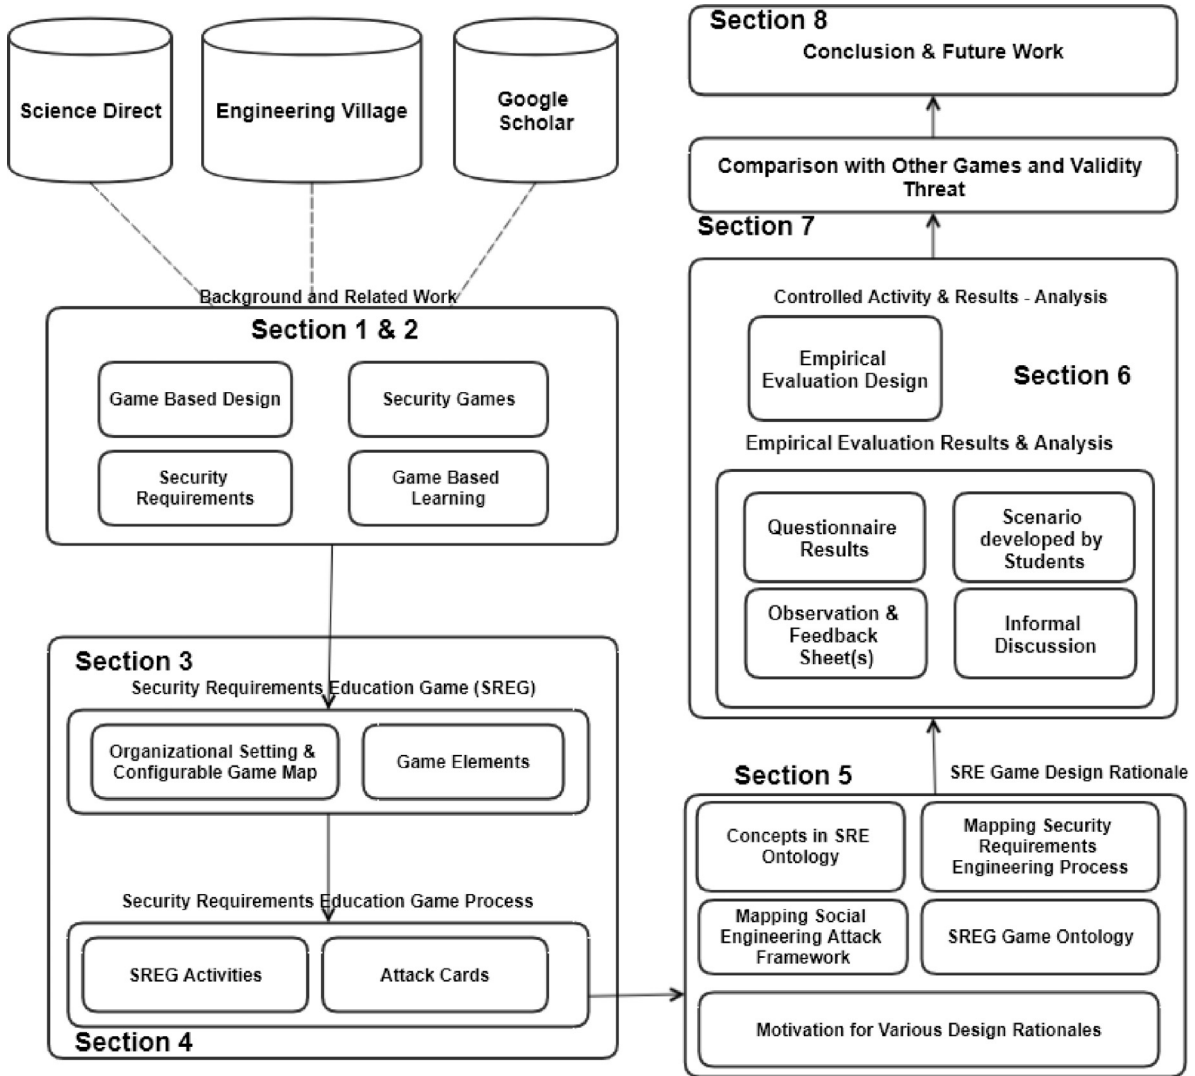 Science Direct
Engineering Village
Google
Scholar
Background and Related Work
Section 1 & 2
Game Based Design
Security Games
Security
Requirements
Game Based
Learning
Section 3
Security Requirements Education Game (SREG)
Organizational Setting &
Configurable Game Map
Game Elements
Security Requirements Education Game Process
SREG Activities
Attack Cards
Section 4
Section 5
SRE Game Design Rationale
Concepts in SRE
Ontology
Mapping Security
Requirements
Engineering Process
Mapping Social
Engineering Attack
Framework
SREG Game Ontology
Motivation for Various Design Rationales
Controlled Activity & Results - Analysis
Empirical
Evaluation Design
Section 6
Empirical Evaluation Results & Analysis
Questionnaire
Results
Scenario
developed by
Students
Observation &
Feedback
Sheet(s)
Informal
Discussion
Comparison with Other Games and Validity
Threat
Section 7
Section 8
Conclusion & Future Work